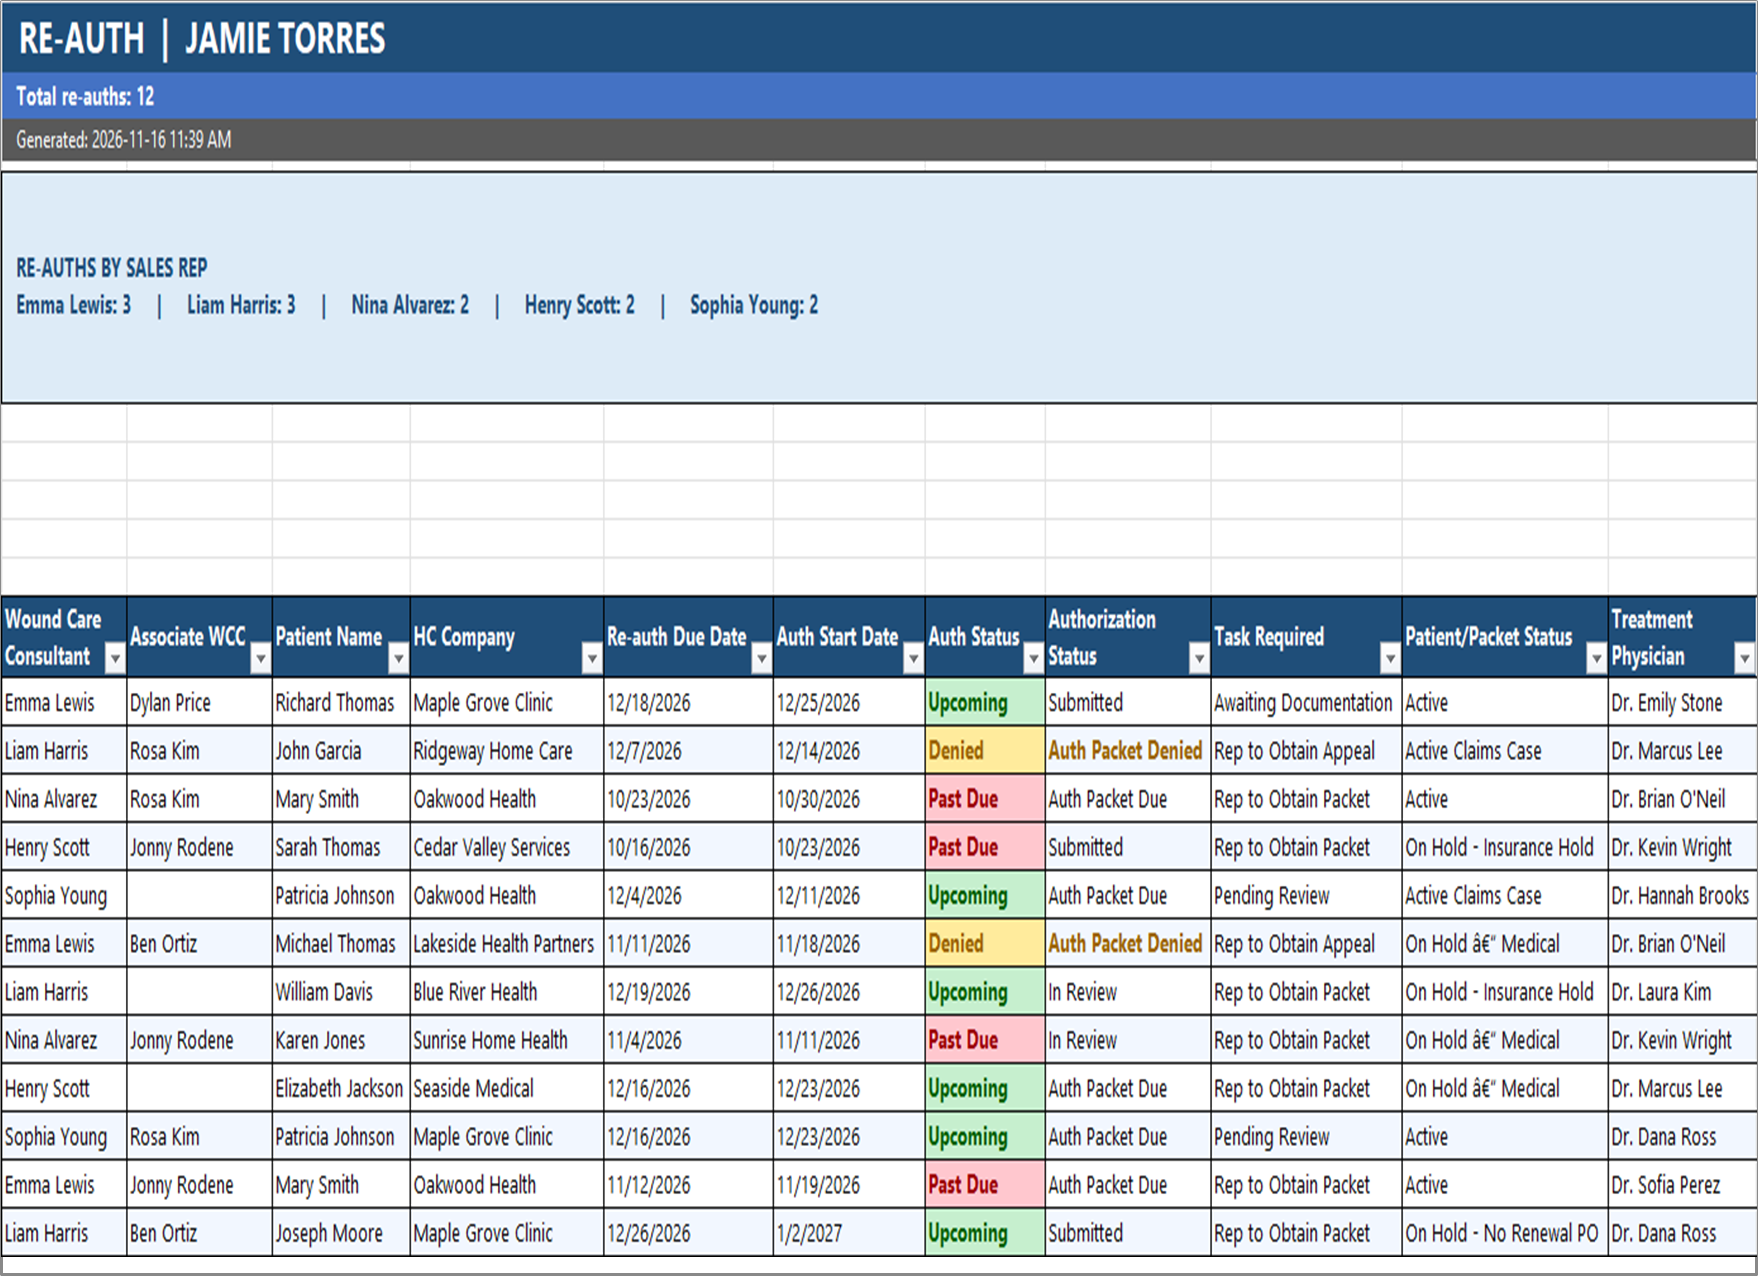 RE-AUTH | JAMIE TORRES
Total re-auths: 12
Generated: 2026-11-16 11:39 AM
RE-AUTHS BY SALES REP
Emma Lewis: 3 | Liam Harris: 3 | Nina Alvarez: 2 | Henry Scott: 2 | Sophia Young: 2
Wound Care Consultant Associate WCC Patient Name HC Company Re-auth Due Date Auth Start Date Auth Status Authorization Status Task Required Patient/Packet Status Treatment Physician
Emma Lewis Dylan Price Richard Thomas Maple Grove Clinic 12/18/2026 12/25/2026 Upcoming Submitted Awaiting Documentation Active Dr. Emily Stone
Liam Harris Rosa Kim John Garcia Ridgeway Home Care 12/7/2026 12/14/2026 Denied Auth Packet Denied Rep to Obtain Appeal Active Claims Case Dr. Marcus Lee
Nina Alvarez Rosa Kim Mary Smith Oakwood Health 10/23/2026 10/30/2026 Past Due Auth Packet Due Rep to Obtain Packet Active Dr. Brian O'Neil
Henry Scott Jonny Rodene Sarah Thomas Cedar Valley Services 10/16/2026 10/23/2026 Past Due Submitted Rep to Obtain Packet On Hold - Insurance Hold Dr. Kevin Wright
Sophia Young Patricia Johnson Oakwood Health 12/4/2026 12/11/2026 Upcoming Auth Packet Due Pending Review Active Claims Case Dr. Hannah Brooks
Emma Lewis Ben Ortiz Michael Thomas Lakeside Health Partners 11/11/2026 11/18/2026 Denied Auth Packet Denied Rep to Obtain Appeal On Hold â€“ Medical Dr. Brian O'Neil
Liam Harris William Davis Blue River Health 12/19/2026 12/26/2026 Upcoming In Review Rep to Obtain Packet On Hold - Insurance Hold Dr. Laura Kim
Nina Alvarez Jonny Rodene Karen Jones Sunrise Home Health 11/4/2026 11/11/2026 Past Due In Review Rep to Obtain Packet On Hold â€“ Medical Dr. Kevin Wright
Henry Scott Elizabeth Jackson Seaside Medical 12/16/2026 12/23/2026 Upcoming Auth Packet Due Rep to Obtain Packet On Hold â€“ Medical Dr. Marcus Lee
Sophia Young Rosa Kim Patricia Johnson Maple Grove Clinic 12/16/2026 12/23/2026 Upcoming Auth Packet Due Pending Review Active Dr. Dana Ross
Emma Lewis Jonny Rodene Mary Smith Oakwood Health 11/12/2026 11/19/2026 Past Due Auth Packet Due Rep to Obtain Packet Active Dr. Sofia Perez
Liam Harris Ben Ortiz Joseph Moore Maple Grove Clinic 12/26/2026 1/2/2027 Upcoming Submitted Rep to Obtain Packet On Hold - No Renewal PO Dr. Dana Ross